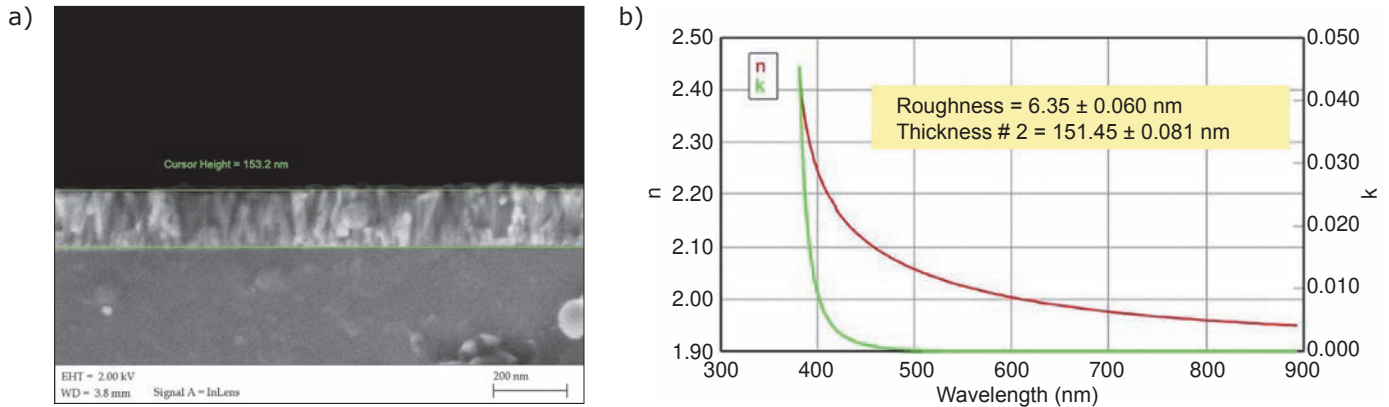 a)
Cursor Height = 153.2 nm
EHT = 2.00 kV
WD = 3.8 mm
Signal A = InLens
200 nm
b)
2.50
2.40
2.30
2.20
2.10
2.00
1.90
n
n
k
Roughness = 6.35 ± 0.060 nm
Thickness # 2 = 151.45 ± 0.081 nm
0.050
0.040
0.030
0.020
0.010
0.000
k
300 400 500 600 700 800 900
Wavelength (nm)